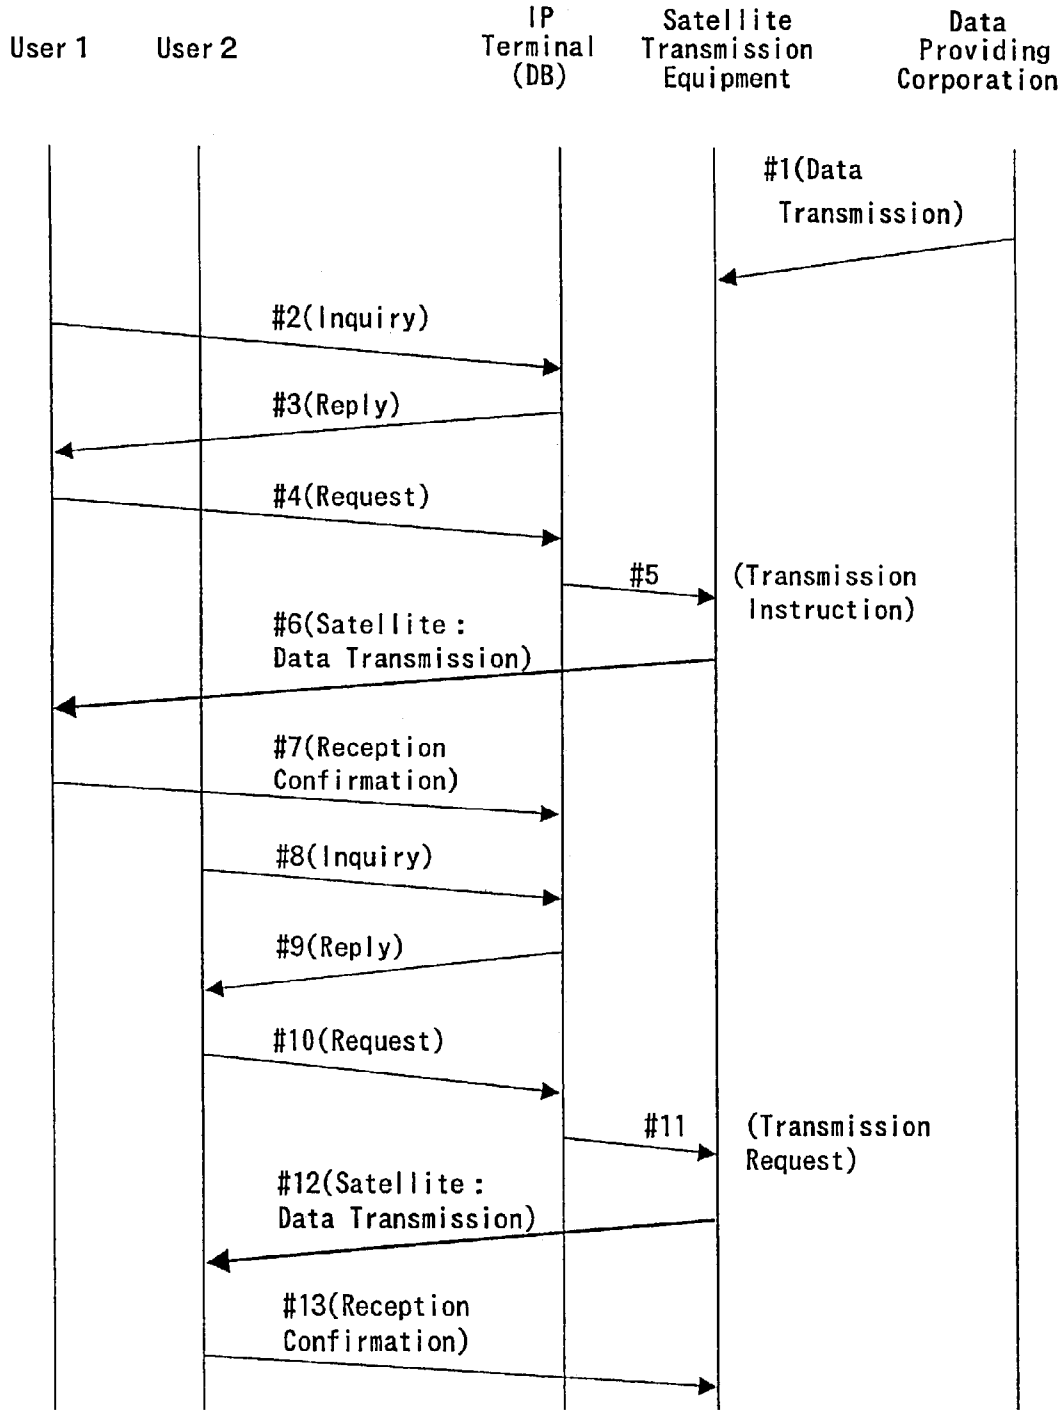 User 1
User 2
IP
Terminal
(DB)
Satellite
Transmission
Equipment
Data
Providing
Corporation
#1(Data
Transmission)
#2(Inquiry)
#3(Reply)
#4(Request)
#5
(Transmission
Instruction)
#6(Satellite:
Data Transmission)
#7(Reception
Confirmation)
#8(Inquiry)
#9(Reply)
#10(Request)
#11
(Transmission
Request)
#12(Satellite:
Data Transmission)
#13(Reception
Confirmation)